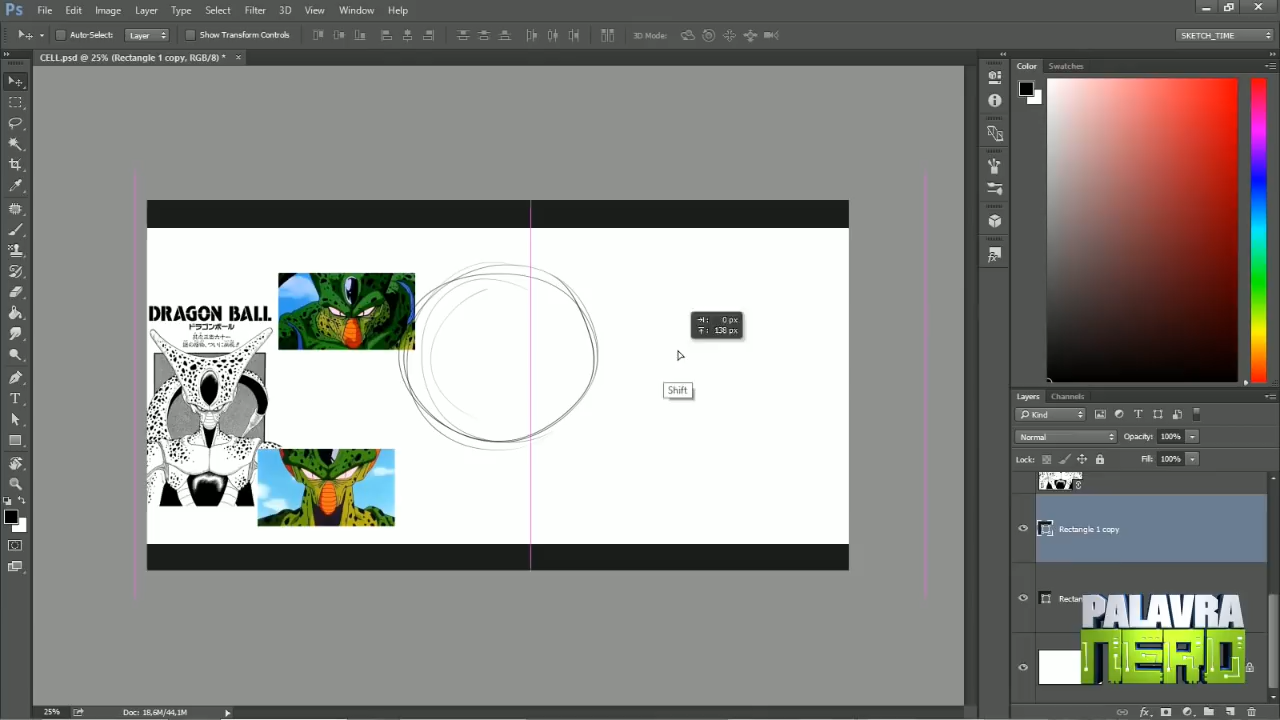 Ps File Edit Image Layer Type Select Filter 3D View Window Help
Auto-Select: Layer Show Transform Controls 3D Mode: SKETCH_TIME
CELL.psd @ 25% (Rectangle 1 copy, RGB/8) * ×
Color Swatches
DRAGON BALL
ドラゴンボール
0 px
138 px
Shift
Layers Channels
Kind
Normal Opacity: 100%
Lock: Fill: 100%
Rectangle 1 copy
PALAVRA
NERD
25% Doc: 18,6M/44,1M